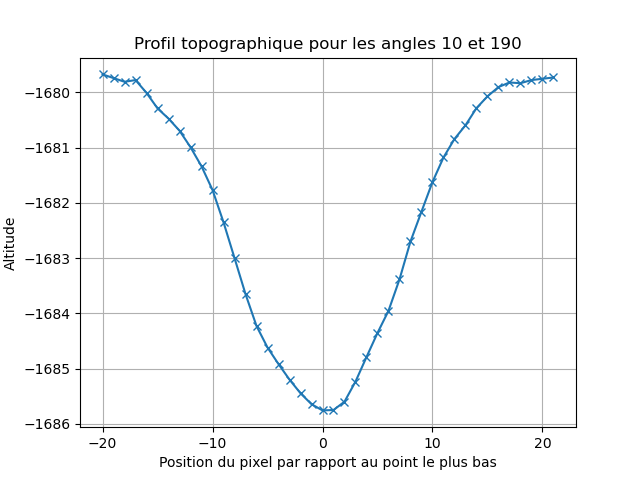 Profil topographique pour les angles 10 et 190
Altitude
−1680
−1681
−1682
−1683
−1684
−1685
−1686
−20 −10 0 10 20
Position du pixel par rapport au point le plus bas